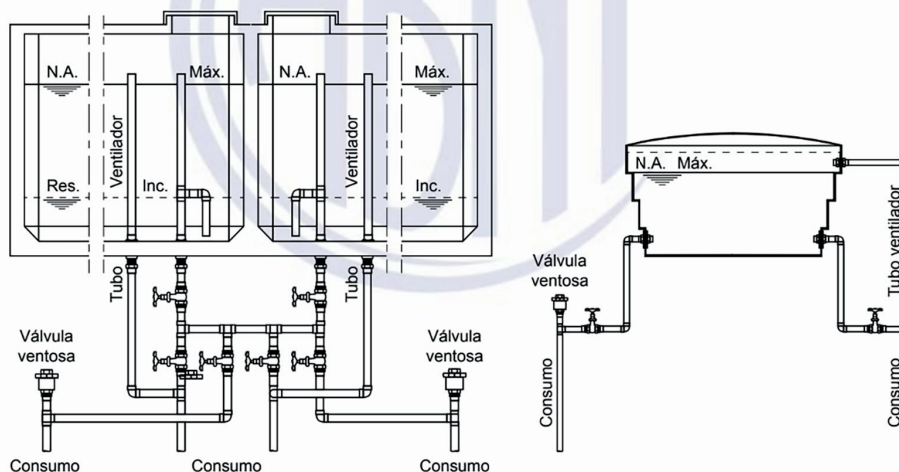 N.A.
Máx.
N.A.
Máx.
Ventilador
Ventilador
Res.
Inc.
Inc.
Tubo
Tubo
Válvula
ventosa
Válvula
ventosa
Consumo
Consumo
Consumo
N.A. Máx.
Válvula
ventosa
Tubo ventilador
Consumo
Consumo